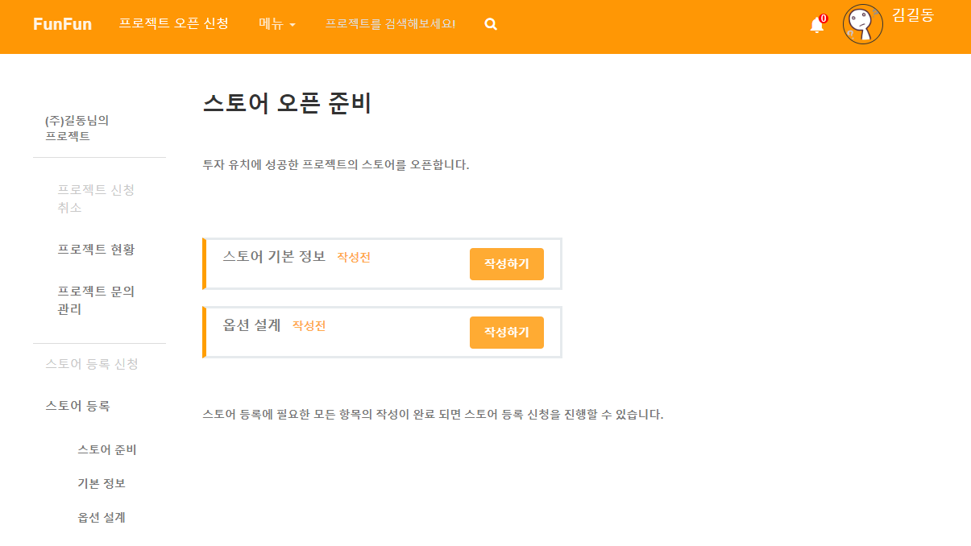 FunFun 프로젝트 오픈 신청 메뉴 프로젝트를 검색해보세요! 0 김길동
(주)길동님의
프로젝트
프로젝트 신청
취소
프로젝트 현황
프로젝트 문의
관리
스토어 등록 신청
스토어 등록
스토어 준비
기본 정보
옵션 설계
스토어 오픈 준비
투자 유치에 성공한 프로젝트의 스토어를 오픈합니다.
스토어 기본 정보 작성전 작성하기
옵션 설계 작성전 작성하기
스토어 등록에 필요한 모든 항목의 작성이 완료 되면 스토어 등록 신청을 진행할 수 있습니다.